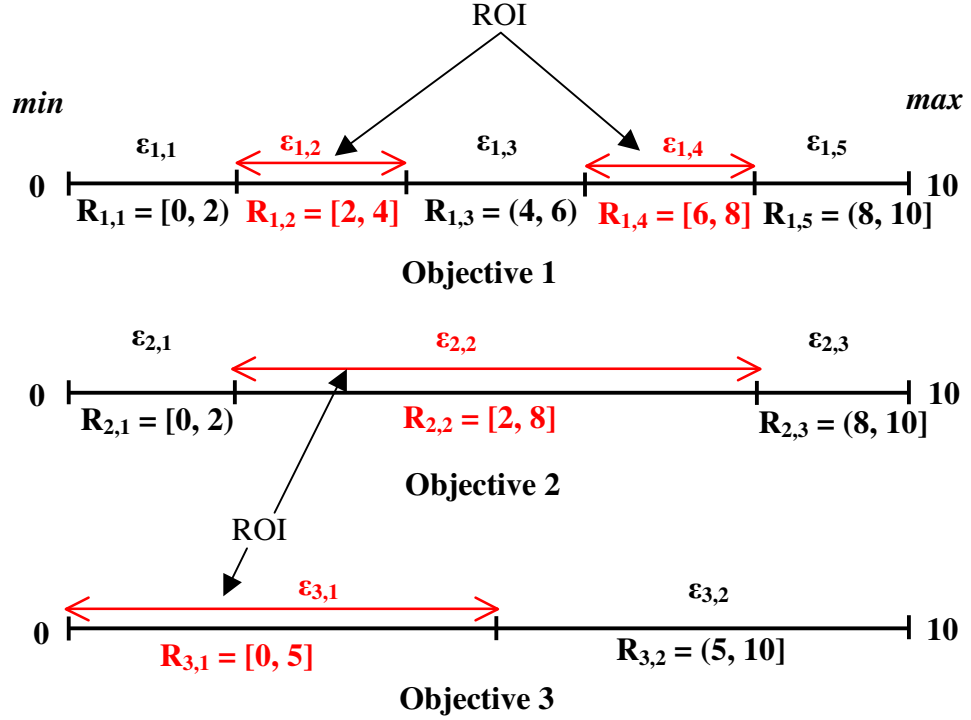 ROI
min max
ε1,1 ε1,2 ε1,3 ε1,4 ε1,5
0 10
R1,1 = [0, 2) R1,2 = [2, 4] R1,3 = (4, 6) R1,4 = [6, 8] R1,5 = (8, 10]
Objective 1
ε2,1 ε2,2 ε2,3
0 10
R2,1 = [0, 2) R2,2 = [2, 8] R2,3 = (8, 10]
Objective 2
ROI
ε3,1 ε3,2
0 10
R3,1 = [0, 5] R3,2 = (5, 10]
Objective 3